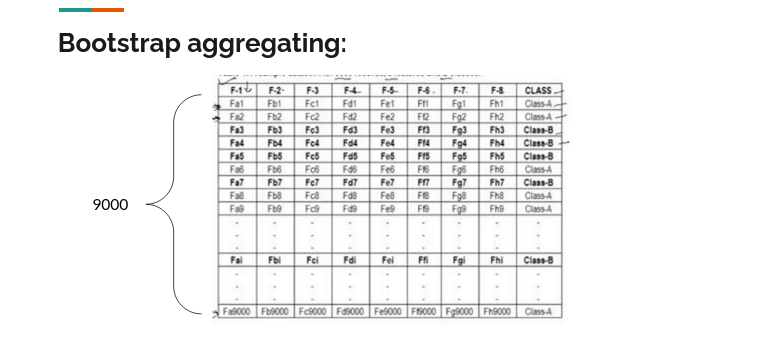 Bootstrap aggregating:
F-1 F-2 F-3 F-4 F-5 F-6 F-7 F-8 CLASS
Fa1 Fb1 Fc1 Fd1 Fe1 Ff1 Fg1 Fh1 Class-A
Fa2 Fb2 Fc2 Fd2 Fe2 Ff2 Fg2 Fh2 Class-A
Fa3 Fb3 Fc3 Fd3 Fe3 Ff3 Fg3 Fh3 Class-B
Fa4 Fb4 Fc4 Fd4 Fe4 Ff4 Fg4 Fh4 Class-B
Fa5 Fb5 Fc5 Fd5 Fe5 Ff5 Fg5 Fh5 Class-B
Fa6 Fb6 Fc6 Fd6 Fe6 Ff6 Fg6 Fh6 Class-A
Fa7 Fb7 Fc7 Fd7 Fe7 Ff7 Fg7 Fh7 Class-B
Fa8 Fb8 Fc8 Fd8 Fe8 Ff8 Fg8 Fh8 Class-A
9000
Fa9 Fb9 Fc9 Fd9 Fe9 Ff9 Fg9 Fh9 Class-A
- - - - - - - - -
- - - - - - - - -
- - - - - - - - -
Fai Fbi Fci Fdi Fei Ffi Fgi Fhi Class-B
- - - - - - - - -
- - - - - - - - -
- - - - - - - - -
Fa9000 Fb9000 Fc9000 Fd9000 Fe9000 Ff9000 Fg9000 Fh9000 Class-A